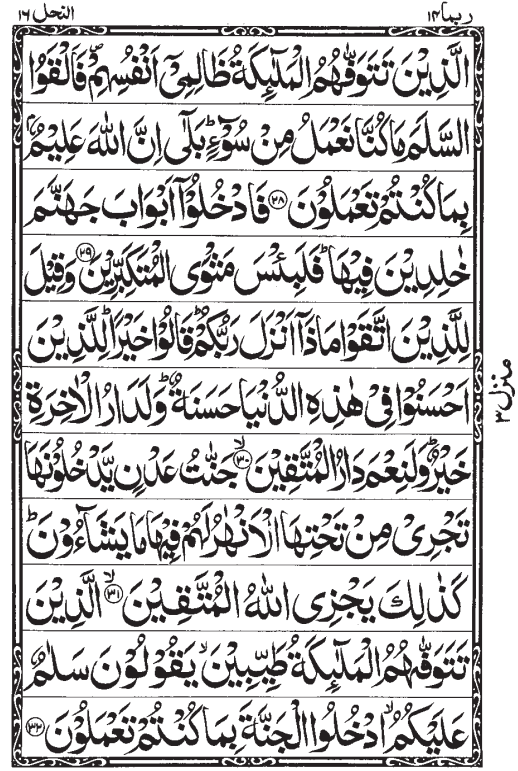 ربما ١٤
النحل ١٦
الَّذِيْنَ تَتَوَفّٰىهُمُ الْمَلٰٓئِكَةُ ظَالِمِيْٓ اَنْفُسِهِمْ۪ فَاَلْقَوُا
السَّلَمَ مَا كُنَّا نَعْمَلُ مِنْ سُوْٓءٍؕ بَلٰٓى اِنَّ اللّٰهَ عَلِيْمٌۢ
بِمَا كُنْتُمْ تَعْمَلُوْنَ ﴿٢٨﴾ فَادْخُلُوْٓا اَبْوَابَ جَهَنَّمَ
خٰلِدِيْنَ فِيْهَاؕ فَلَبِئْسَ مَثْوَى الْمُتَكَبِّرِيْنَ ﴿٢٩﴾ وَقِيْلَ
لِلَّذِيْنَ اتَّقَوْا مَاذَاۤ اَنْزَلَ رَبُّكُمْؕ قَالُوْا خَيْرًاؕ لِلَّذِيْنَ
اَحْسَنُوْا فِيْ هٰذِهِ الدُّنْيَا حَسَنَةٌؕ وَلَدَارُ الْاٰخِرَةِ
خَيْرٌؕ وَلَنِعْمَ دَارُ الْمُتَّقِيْنَ ﴿٣٠﴾ۙ جَنّٰتُ عَدْنٍ يَّدْخُلُوْنَهَا
تَجْرِيْ مِنْ تَحْتِهَا الْاَنْهٰرُ لَهُمْ فِيْهَا مَا يَشَآءُوْنَؕ
كَذٰلِكَ يَجْزِي اللّٰهُ الْمُتَّقِيْنَ ﴿٣١﴾ۙ الَّذِيْنَ
تَتَوَفّٰىهُمُ الْمَلٰٓئِكَةُ طَيِّبِيْنَۙ يَقُوْلُوْنَ سَلٰمٌ
عَلَيْكُمُۙ ادْخُلُوا الْجَنَّةَ بِمَا كُنْتُمْ تَعْمَلُوْنَ ﴿٣٢﴾
منزل ٣